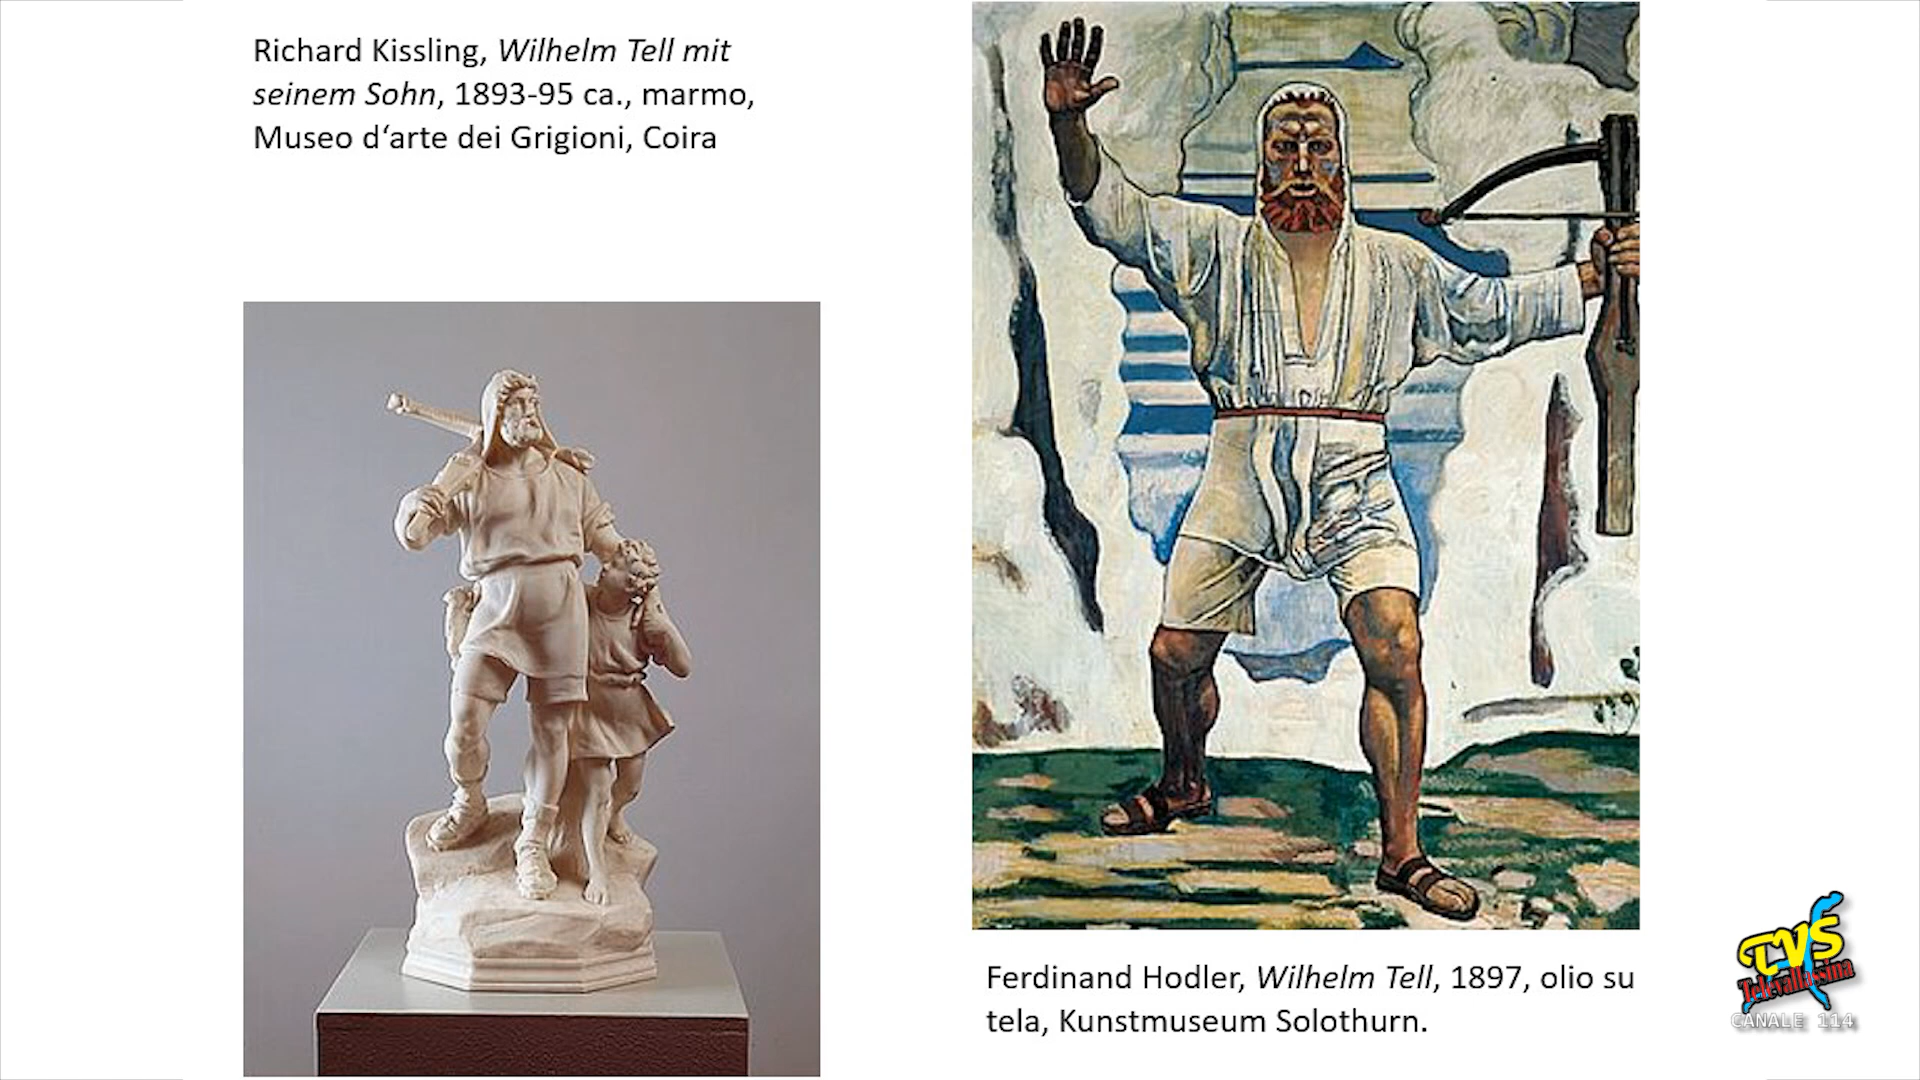 Richard Kissling, Wilhelm Tell mit
seinem Sohn, 1893-95 ca., marmo,
Museo d‘arte dei Grigioni, Coira
Ferdinand Hodler, Wilhelm Tell, 1897, olio su
tela, Kunstmuseum Solothurn.
TVS
Televallassina
CANALE 114